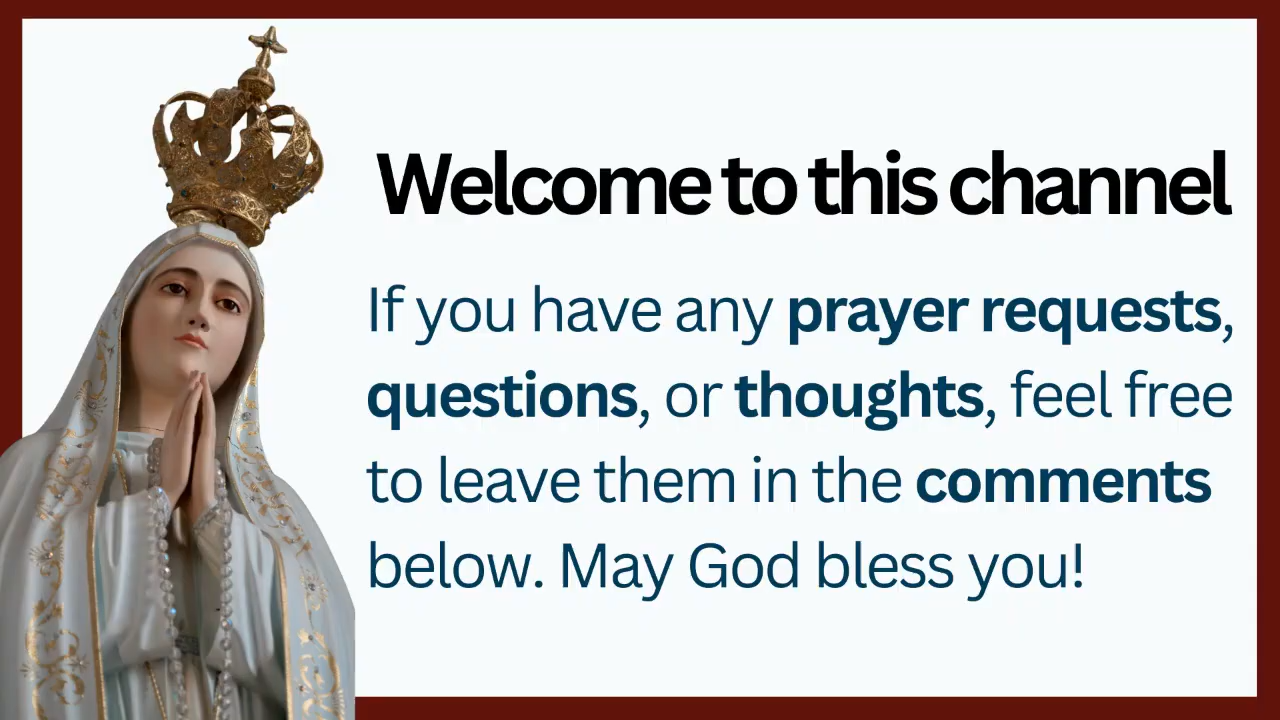 Welcome to this channel
If you have any prayer requests,
questions, or thoughts, feel free
to leave them in the comments
below. May God bless you!